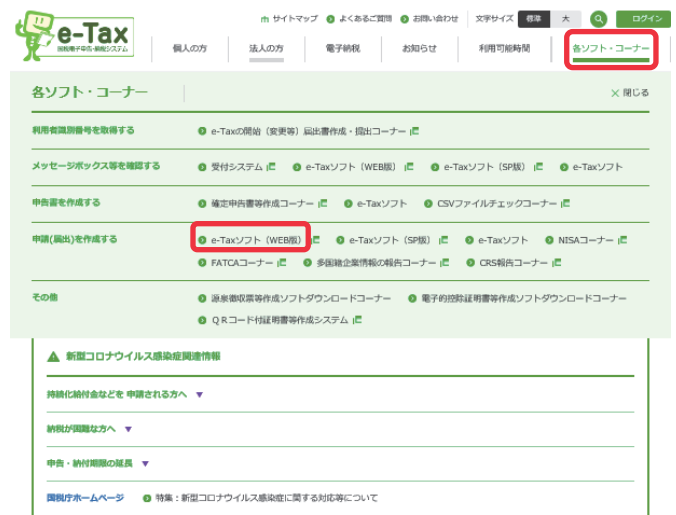 サイトマップ よくあるご質問 お問い合わせ 文字サイズ 標準 大 ログイン
e-Tax
国税電子申告・納税システム
個人の方 法人の方 電子納税 お知らせ 利用可能時間 各ソフト・コーナー
各ソフト・コーナー × 閉じる
利用者識別番号を取得する e-Taxの開始（変更等）届出書作成・提出コーナー
メッセージボックス等を確認する 受付システム e-Taxソフト（WEB版） e-Taxソフト（SP版） e-Taxソフト
申告書を作成する 確定申告書等作成コーナー e-Taxソフト CSVファイルチェックコーナー
申請(届出)を作成する e-Taxソフト（WEB版） e-Taxソフト（SP版） e-Taxソフト NISAコーナー
FATCAコーナー 多国籍企業情報の報告コーナー CRS報告コーナー
その他 源泉徴収票等作成ソフトダウンロードコーナー 電子的控除証明書等作成ソフトダウンロードコーナー
ＱＲコード付証明書等作成システム
新型コロナウイルス感染症関連情報
持続化給付金などを 申請される方へ ▼
納税が困難な方へ ▼
申告・納付期限の延長 ▼
国税庁ホームページ 特集：新型コロナウイルス感染症に関する対応等について